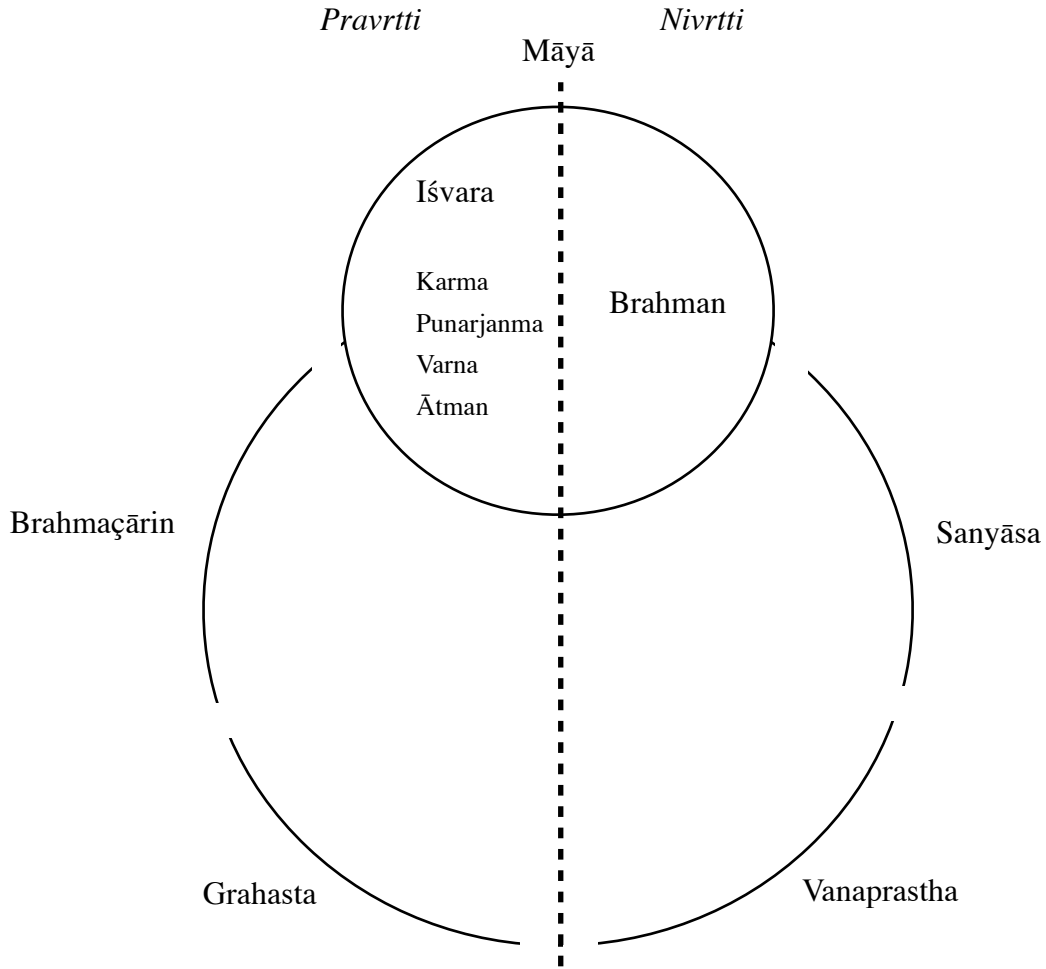 Pravrtti Nivrtti
Māyā
Iśvara
Karma
Brahman
Punarjanma
Varna
Ātman
Brahmaçārin
Sanyāsa
Grahasta
Vanaprastha